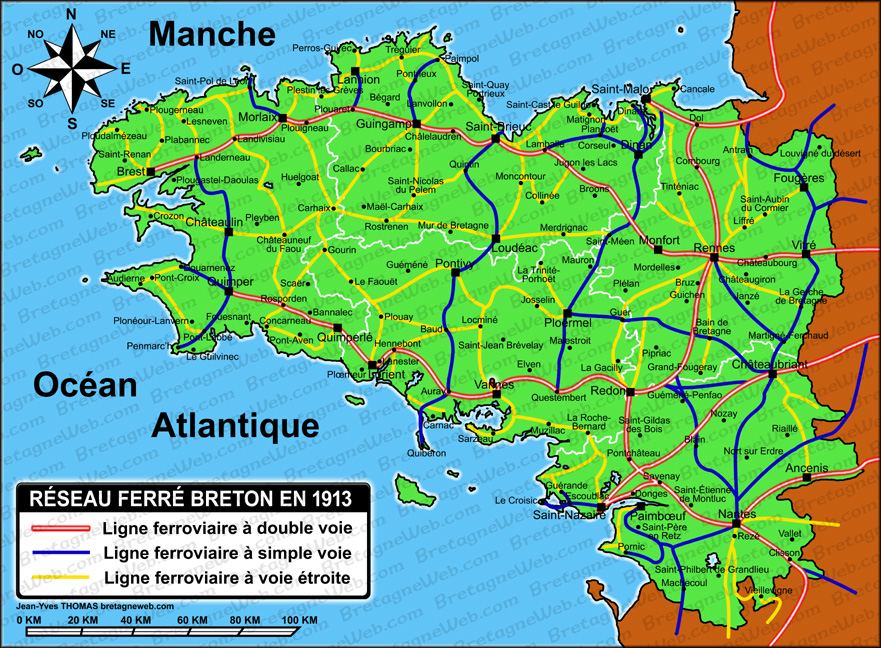 Manche
N
NO
NE
O
E
SO
SE
S
Perros-Guirec
Tréguier
Paimpol
Lannion
Pontrieux
Saint-Pol de Léon
Plestin les Grèves
Saint-Quay
Portrieux
Saint-Malo
Cancale
Bégard
Lanvollon
Saint-Cast le Guildo
Dinard
Plouaret
Plouguerneau
Lesneven
Morlaix
Plouigneau
Guingamp
Châtelaudren
Saint-Brieuc
Matignon
Plancoët
Dol
Ploudalmézeau
Plabennec
Landivisiau
Bourbriac
Lamballe
Corseul
Dinan
Antrain
Louvigné du désert
Saint-Renan
Landerneau
Quintin
Jugon les Lacs
Combourg
Brest
Callac
Moncontour
Fougères
Plougastel-Daoulas
Huelgoat
Saint-Nicolas
du Pelem
Collinée
Broons
Tinténiac
Saint-Aubin
du Cormier
Crozon
Châteaulin
Pleyben
Carhaix
Maël-Carhaix
Liffré
Rostrenen
Mur de Bretagne
Merdrignac
Châteauneuf
du Faou
Gourin
Loudéac
Saint-Méen
Monfort
Rennes
Vitré
Douarnenez
Guéméné
Pontivy
La Trinité-
Porhoët
Mauron
Mordelles
Châteaubourg
Audierne
Pont-Croix
Quimper
Scaër
Le Faouët
Plélan
Bruz
Châteaugiron
Rosporden
Josselin
Guichen
Janzé
La Gerche
de Bretagne
Plonéour-Lanvern
Fouesnant
Concarneau
Bannalec
Plouay
Locminé
Ploërmel
Guer
Bain de
Bretagne
Martigné-Ferchaud
Penmarc'h
Pont-l'Abbé
Pont-Aven
Quimperlé
Baud
Saint-Jean Brévelay
Malestroit
Le Guilvinec
Hennebont
Pipriac
Ploemeur
Lorient
Lanester
Elven
La Gacilly
Grand-Fougeray
Châteaubriant
Océan
Atlantique
Auray
Vannes
Questembert
Redon
Guéméné-Penfao
Carnac
Sarzeau
Muzillac
La Roche-
Bernard
Saint-Gildas
des Bois
Nozay
Riaillé
Quiberon
Blain
Nort sur Erdre
Pontchâteau
Ancenis
Guérande
Savenay
Le Croisic
Escoublac
Donges
Saint-Étienne
de Montluc
Saint-Nazaire
Paimbœuf
Nantes
Saint-Père
en Retz
Rezé
Vallet
Pornic
Clisson
Saint-Philbert de Grandlieu
Machecoul
Vieillevigne
RÉSEAU FERRÉ BRETON EN 1913
Ligne ferroviaire à double voie
Ligne ferroviaire à simple voie
Ligne ferroviaire à voie étroite
Jean-Yves THOMAS bretagneweb.com
0 KM
20 KM
40 KM
60 KM
80 KM
100 KM
BretagneWeb.com